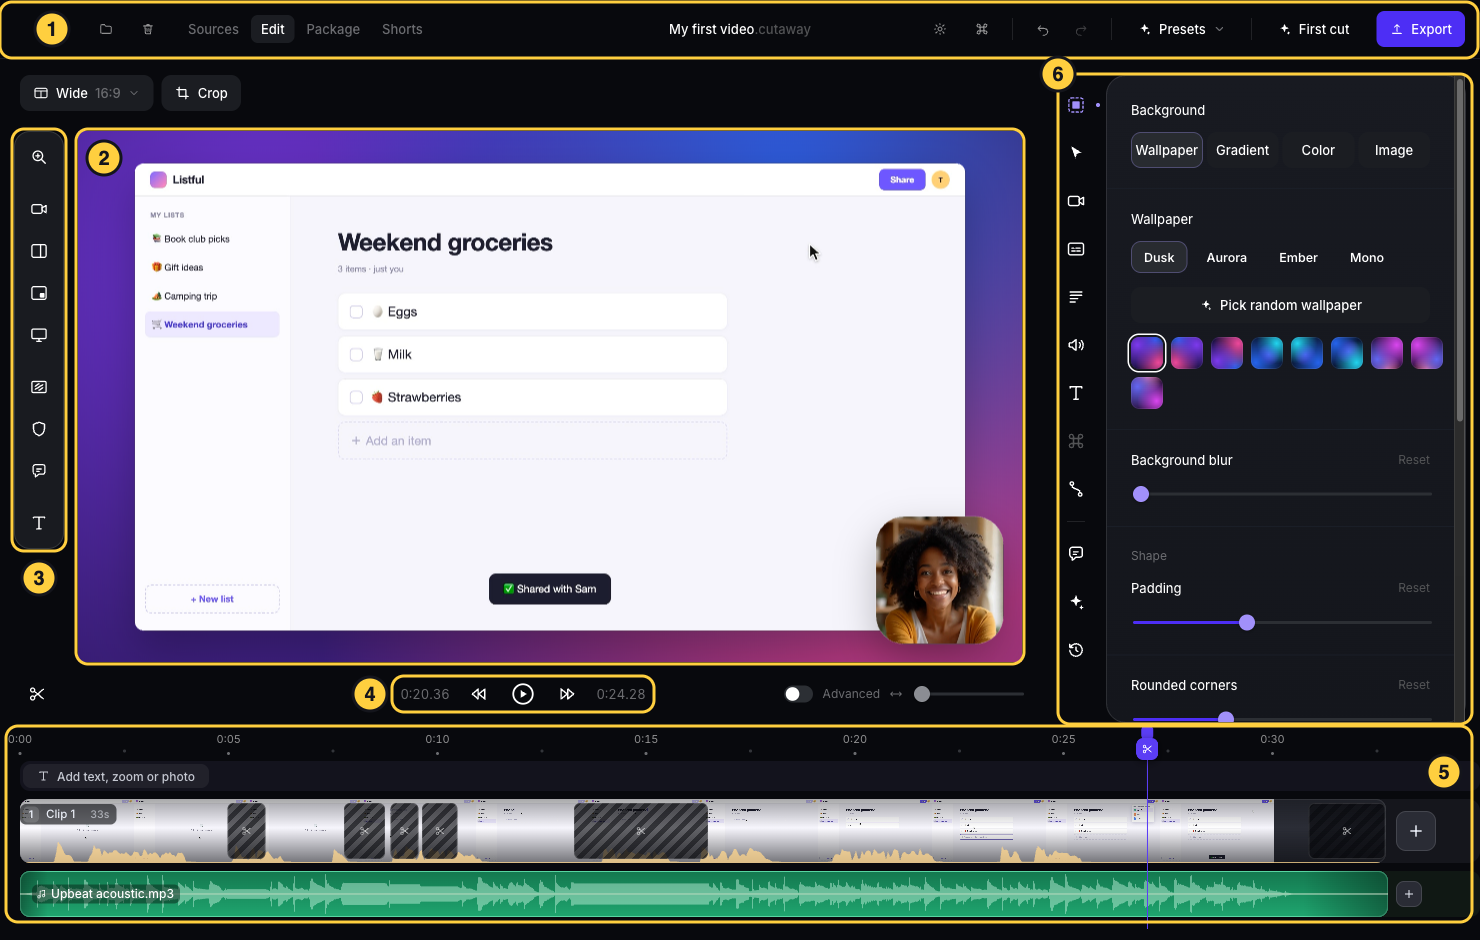 1
Sources Edit Package Shorts
My first video.cutaway
Presets
First cut
Export
Wide 16:9
Crop
2
Listful
Share
T
MY LISTS
Book club picks
Gift ideas
Camping trip
Weekend groceries
+ New list
Weekend groceries
3 items · just you
Eggs
Milk
Strawberries
+ Add an item
✅ Shared with Sam
3
4
0:20.36
0:24.28
Advanced
6
Background
Wallpaper Gradient Color Image
Wallpaper
Dusk Aurora Ember Mono
Pick random wallpaper
Background blur Reset
Shape
Padding Reset
Rounded corners Reset
0:00 0:05 0:10 0:15 0:20 0:25 0:30
5
Add text, zoom or photo
1 Clip 1 33s
Upbeat acoustic.mp3